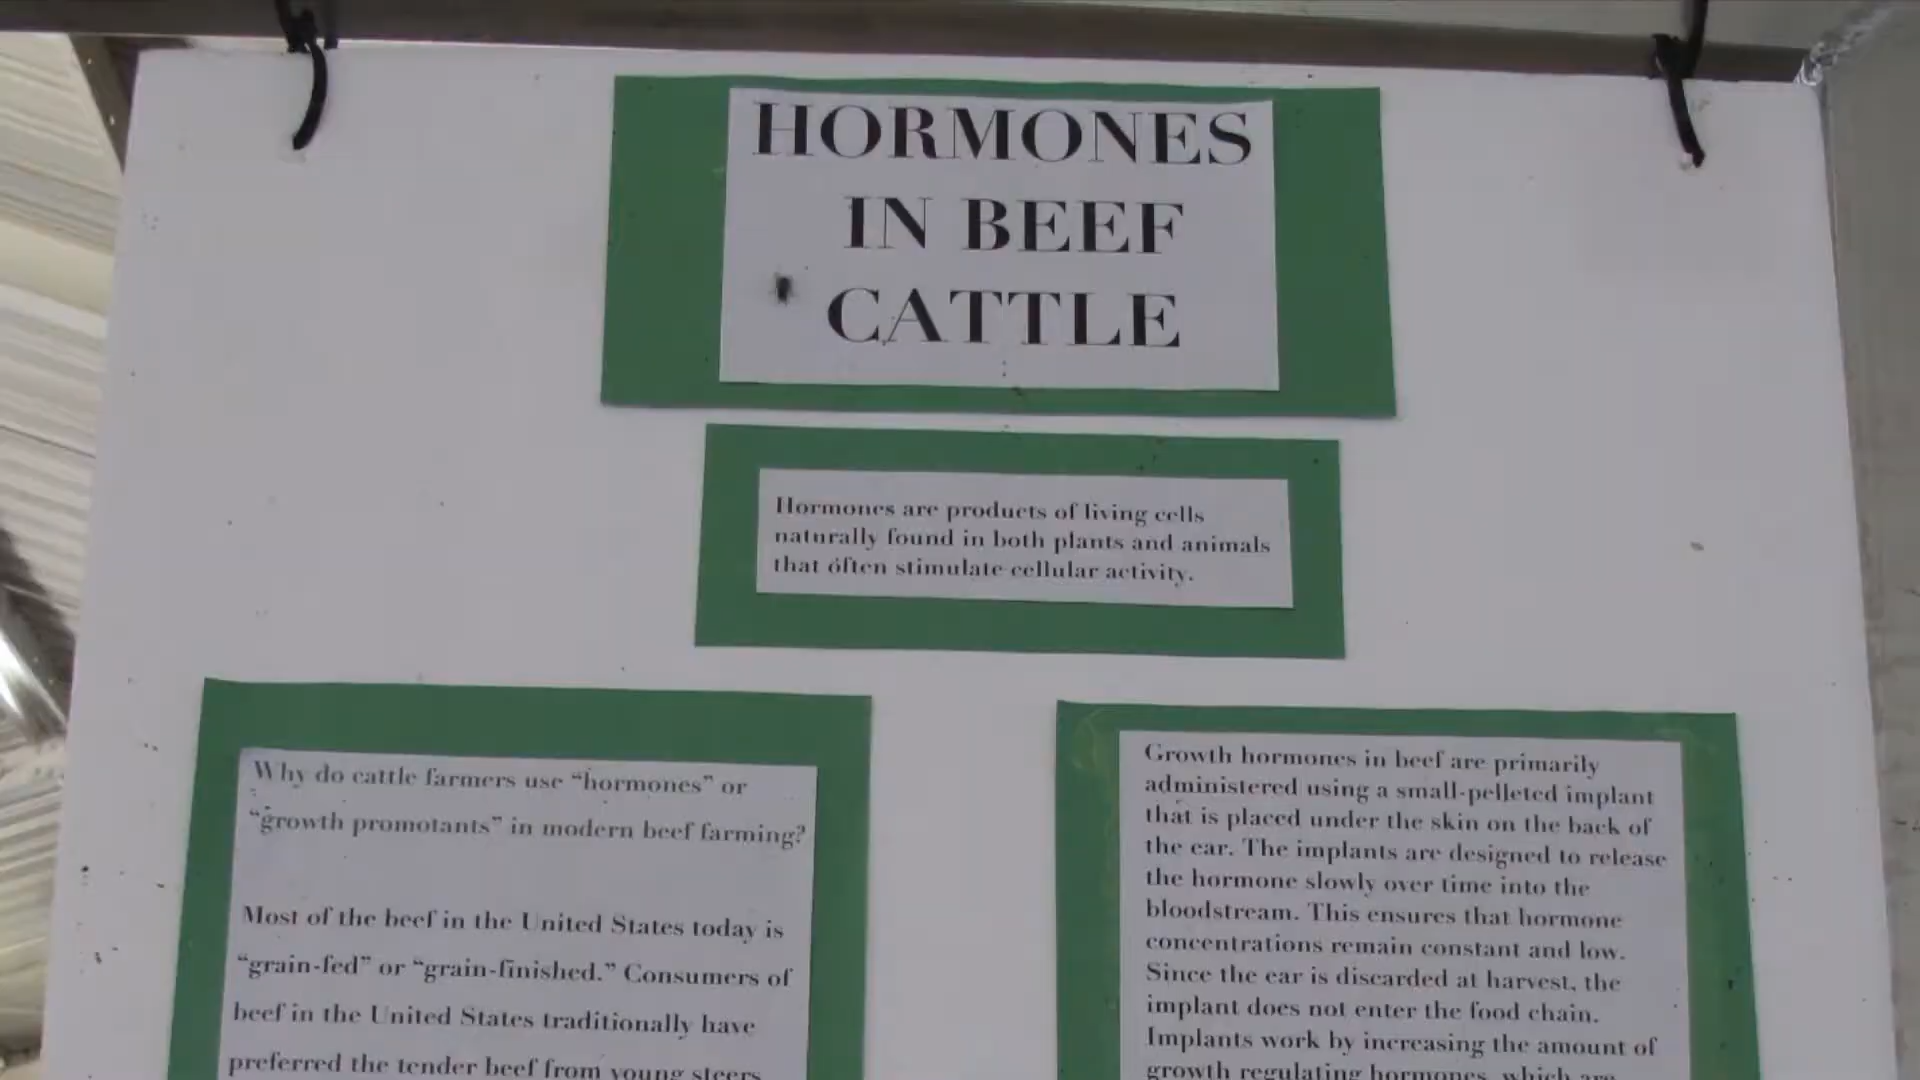 HORMONES
IN BEEF
CATTLE
Hormones are products of living cells
naturally found in both plants and animals
that often stimulate cellular activity.
Why do cattle farmers use “hormones” or
“growth promotants” in modern beef farming?
Most of the beef in the United States today is
“grain-fed” or “grain-finished.” Consumers of
beef in the United States traditionally have
preferred the tender beef from young steers
Growth hormones in beef are primarily
administered using a small-pelleted implant
that is placed under the skin on the back of
the ear. The implants are designed to release
the hormone slowly over time into the
bloodstream. This ensures that hormone
concentrations remain constant and low.
Since the ear is discarded at harvest, the
implant does not enter the food chain.
Implants work by increasing the amount of
growth regulating hormones, which are